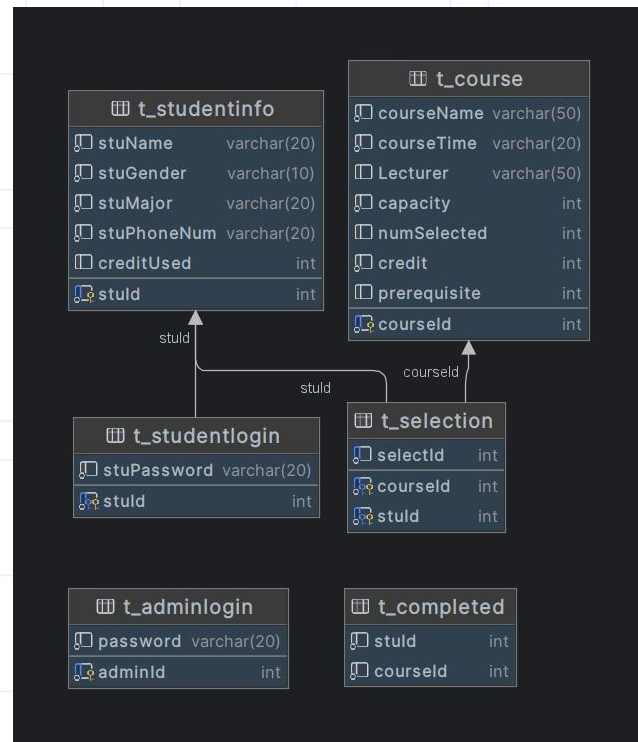 t_studentinfo
stuName varchar(20)
stuGender varchar(10)
stuMajor varchar(20)
stuPhoneNum varchar(20)
creditUsed int
stuId int
t_course
courseName varchar(50)
courseTime varchar(20)
Lecturer varchar(50)
capacity int
numSelected int
credit int
prerequisite int
courseId int
stuId
stuId
courseId
t_studentlogin
stuPassword varchar(20)
stuId int
t_selection
selectId int
courseId int
stuId int
t_adminlogin
password varchar(20)
adminId int
t_completed
stuId int
courseId int